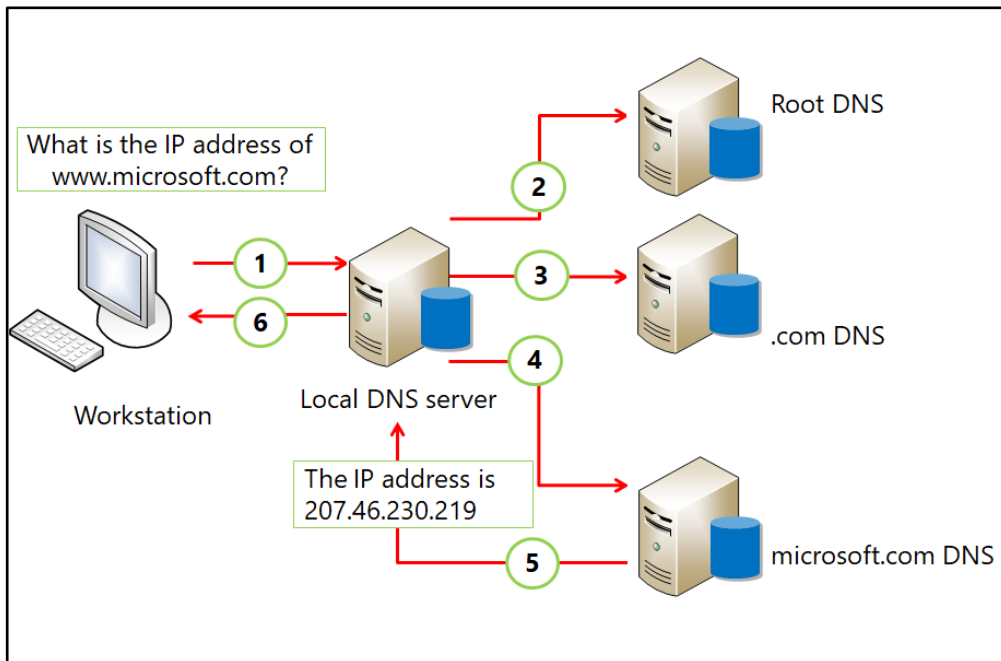 Root DNS
What is the IP address of
www.microsoft.com?
2
1
3
6
.com DNS
4
Local DNS server
Workstation
The IP address is
207.46.230.219
5
microsoft.com DNS